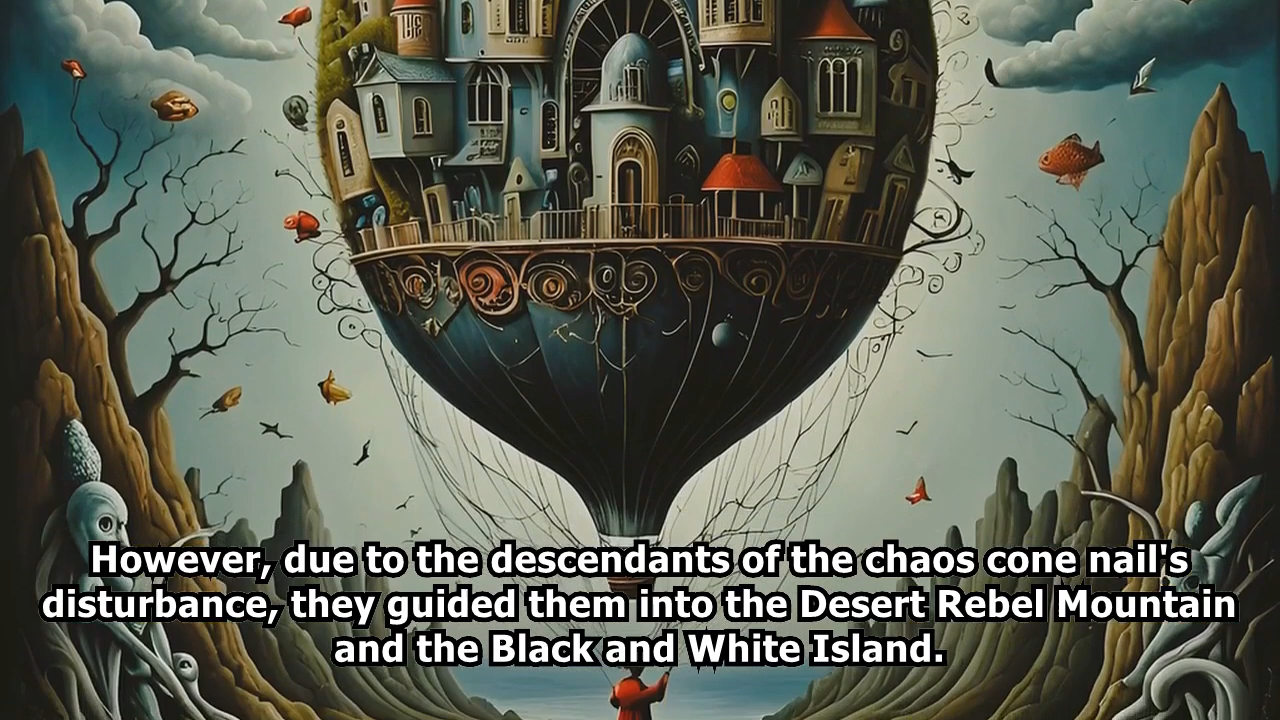 However, due to the descendants of the chaos cone nail's
disturbance, they guided them into the Desert Rebel Mountain
and the Black and White Island.